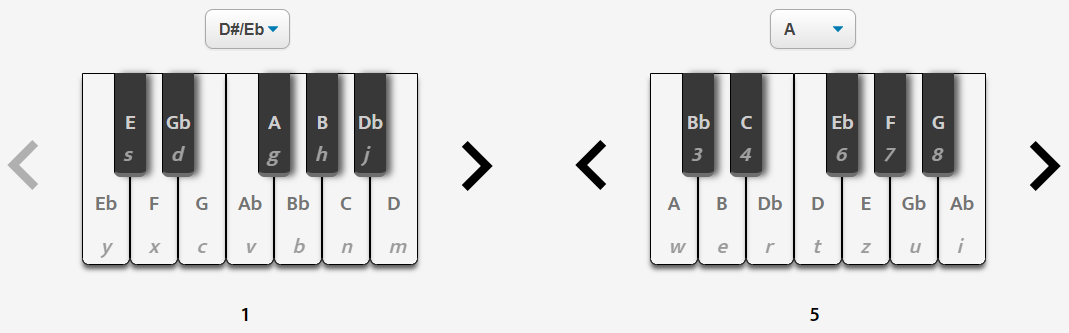 D#/Eb A
E Gb A B Db Bb C Eb F G
s d g h j 3 4 6 7 8
Eb F G Ab Bb C D A B Db D E Gb Ab
y x c v b n m w e r t z u i
1 5